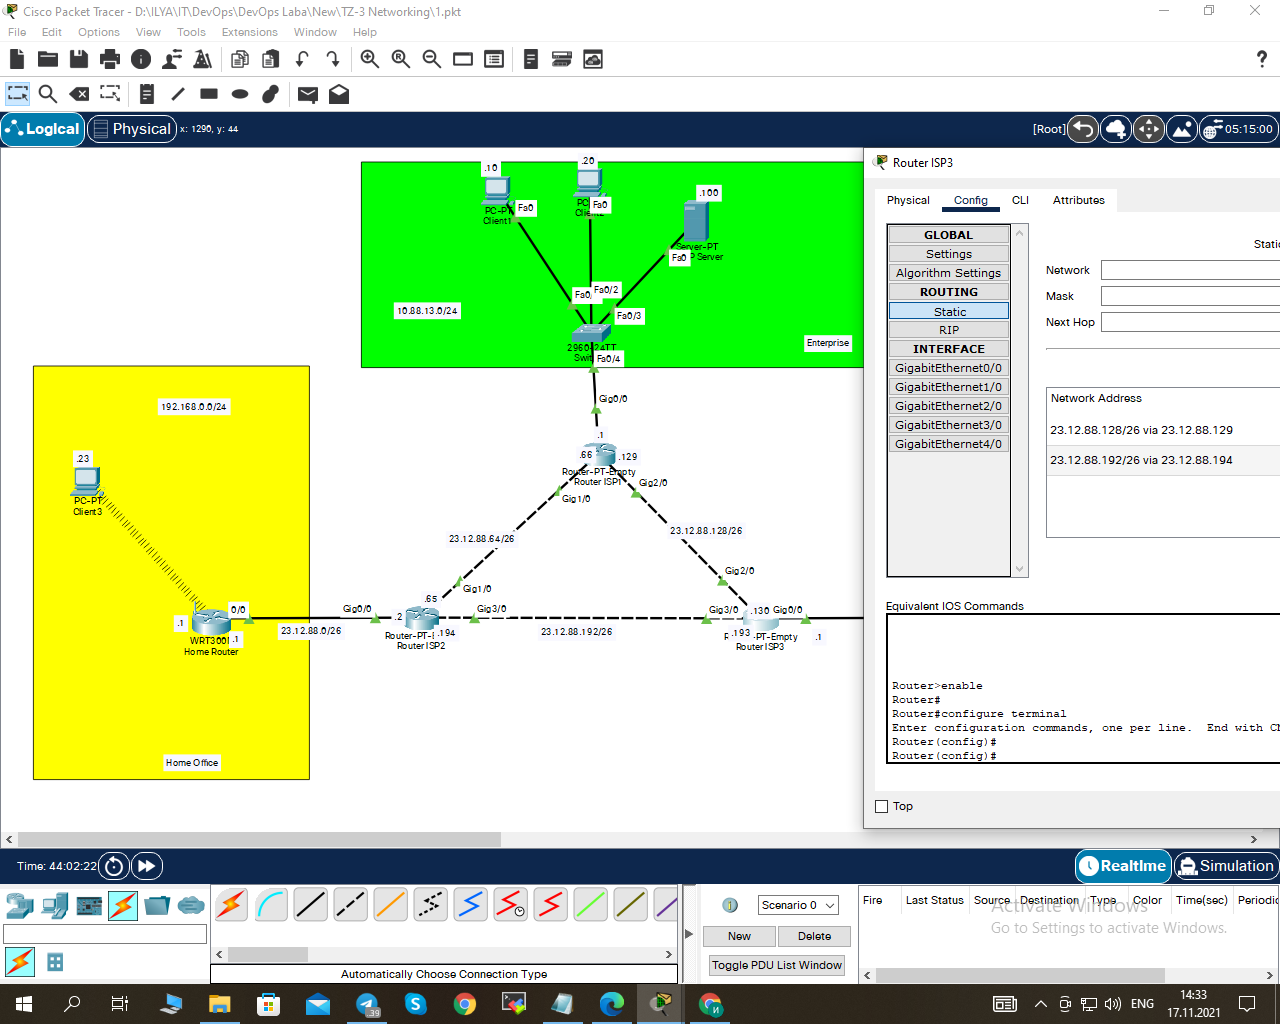 Cisco Packet Tracer - D:\ILYA\IT\DevOps\DevOps Laba\New\TZ-3 Networking\1.pkt
File Edit Options View Tools Extensions Window Help
Logical
Physical
x: 1290, y: 44
[Root]
05:15:00
.10
.20
.100
PC-PT
Client1
Fa0
PC
Fa0
Server-PT
Server
Fa0
Fa0/2
Fa0/3
10.88.13.0/24
2960-24TT
Fa0/4
Enterprise
Gig0/0
.1
.66
.129
Router-PT-Empty
Router ISP1
Gig1/0
Gig2/0
192.168.0.0/24
.23
PC-PT
Client3
23.12.88.64/26
23.12.88.128/26
Gig1/0
Gig2/0
.65
0/0
Gig0/0
.2
Gig3/0
Gig3/0
.130
Gig0/0
.1
23.12.88.0/26
.194
23.12.88.192/26
.193
-PT-Empty
.1
WRT300
.1
Home Router
Router-PT-
Router ISP2
Router ISP3
Home Office
Router ISP3
Physical
Config
CLI
Attributes
GLOBAL
Settings
Algorithm Settings
ROUTING
Static
RIP
INTERFACE
GigabitEthernet0/0
GigabitEthernet1/0
GigabitEthernet2/0
GigabitEthernet3/0
GigabitEthernet4/0
Static
Network
Mask
Next Hop
Network Address
23.12.88.128/26 via 23.12.88.129
23.12.88.192/26 via 23.12.88.194
Equivalent IOS Commands
Router>enable
Router#
Router#configure terminal
Enter configuration commands, one per line. End with
Router(config)#
Router(config)#
Top
Time: 44:02:22
Realtime
Simulation
Scenario 0
New
Delete
Toggle PDU List Window
Automatically Choose Connection Type
Fire Last Status Source Destination Type Color Time(sec) Periodic
Activate Windows
Go to Settings to activate Windows.
39
ENG
14:33
17.11.2021